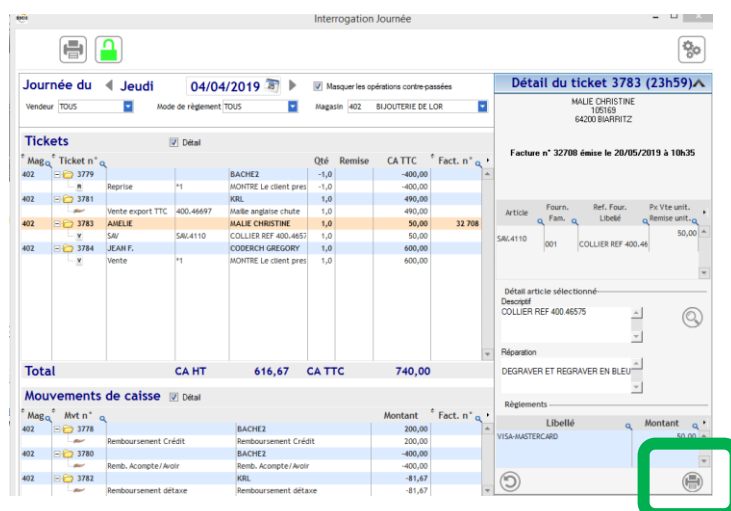 Interrogation Journée
Journée du Jeudi 04/04/2019 Masquer les opérations contre-passées
Vendeur TOUS Mode de règlement TOUS Magasin 402 BIJOUTERIE DE LOR
Tickets Détail
Mag. Ticket n° Qté Remise CA TTC Fact. n°
402 3779 BACHE2 -1,0 -400,00
R Reprise *1 MONTRE Le client pres -1,0 -400,00
402 3781 KRL 1,0 490,00
Vente export TTC 400.46697 Malle anglaise chute 1,0 490,00
402 3783 AMELIE MALIE CHRISTINE 1,0 50,00 32 708
V SAV SAV.4110 COLLIER REF 400.4657 1,0 50,00
402 3784 JEAN F. CODERCH GREGORY 1,0 600,00
V Vente *1 MONTRE Le client pres 1,0 600,00
Total CA HT 616,67 CA TTC 740,00
Mouvements de caisse Détail
Mag. Mvt n° Montant Fact. n°
402 3778 BACHE2 200,00
Remboursement Crédit Remboursement Crédit 200,00
402 3780 BACHE2 -400,00
Remb. Acompte/Avoir Remb. Acompte/Avoir -400,00
402 3782 KRL -81,67
Remboursement détaxe Remboursement détaxe -81,67
Détail du ticket 3783 (23h59)
MALIE CHRISTINE
105169
64200 BIARRITZ
Facture n° 32708 émise le 20/05/2019 à 10h35
Article Fourn. Ref. Four. Px Vte unit.
Fam. Libelé Remise unit.
SAV.4110 50,00
001 COLLIER REF 400.46
Détail article sélectionné
Descriptif
COLLIER REF 400.46575
Réparation
DEGRAVER ET REGRAVER EN BLEU
Règlements
Libellé Montant
VISA-MASTERCARD 50,00